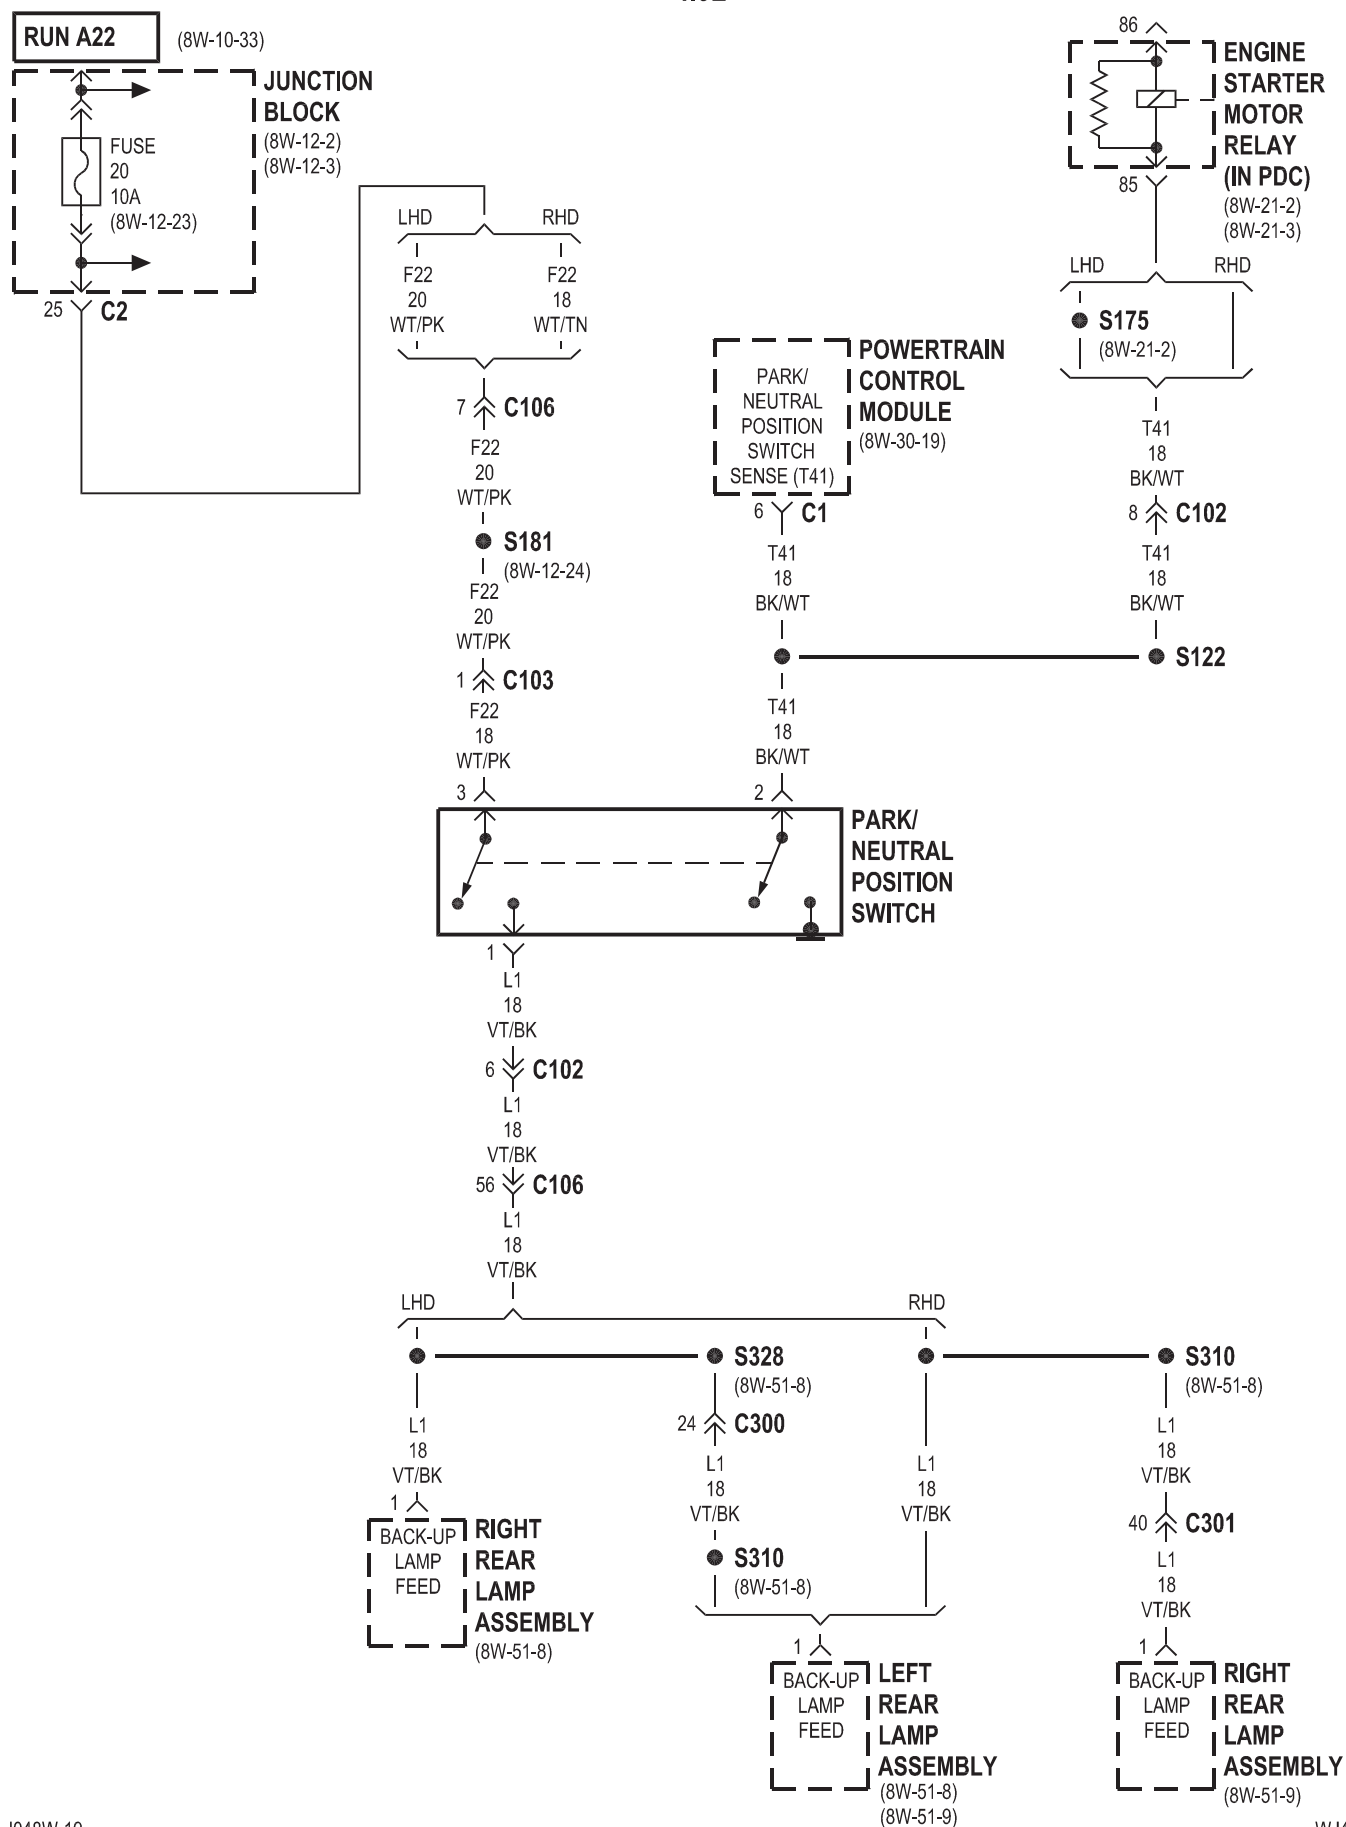 RUN A22
(8W-10-33)
JUNCTION
BLOCK
(8W-12-2)
(8W-12-3)
FUSE
20
10A
(8W-12-23)
25
C2
LHD
RHD
F22
20
WT/PK
F22
18
WT/TN
7
C106
F22
20
WT/PK
S181
(8W-12-24)
F22
20
WT/PK
1
C103
F22
18
WT/PK
3
86
ENGINE
STARTER
MOTOR
RELAY
(IN PDC)
(8W-21-2)
(8W-21-3)
85
LHD
RHD
S175
(8W-21-2)
T41
18
BK/WT
8
C102
T41
18
BK/WT
S122
POWERTRAIN
CONTROL
MODULE
(8W-30-19)
PARK/
NEUTRAL
POSITION
SWITCH
SENSE (T41)
6
C1
T41
18
BK/WT
T41
18
BK/WT
2
PARK/
NEUTRAL
POSITION
SWITCH
1
L1
18
VT/BK
6
C102
L1
18
VT/BK
56
C106
L1
18
VT/BK
LHD
RHD
S328
(8W-51-8)
S310
(8W-51-8)
L1
18
VT/BK
1
BACK-UP
LAMP
FEED
RIGHT
REAR
LAMP
ASSEMBLY
(8W-51-8)
24
C300
L1
18
VT/BK
S310
(8W-51-8)
L1
18
VT/BK
1
BACK-UP
LAMP
FEED
LEFT
REAR
LAMP
ASSEMBLY
(8W-51-8)
(8W-51-9)
L1
18
VT/BK
40
C301
L1
18
VT/BK
1
BACK-UP
LAMP
FEED
RIGHT
REAR
LAMP
ASSEMBLY
(8W-51-9)